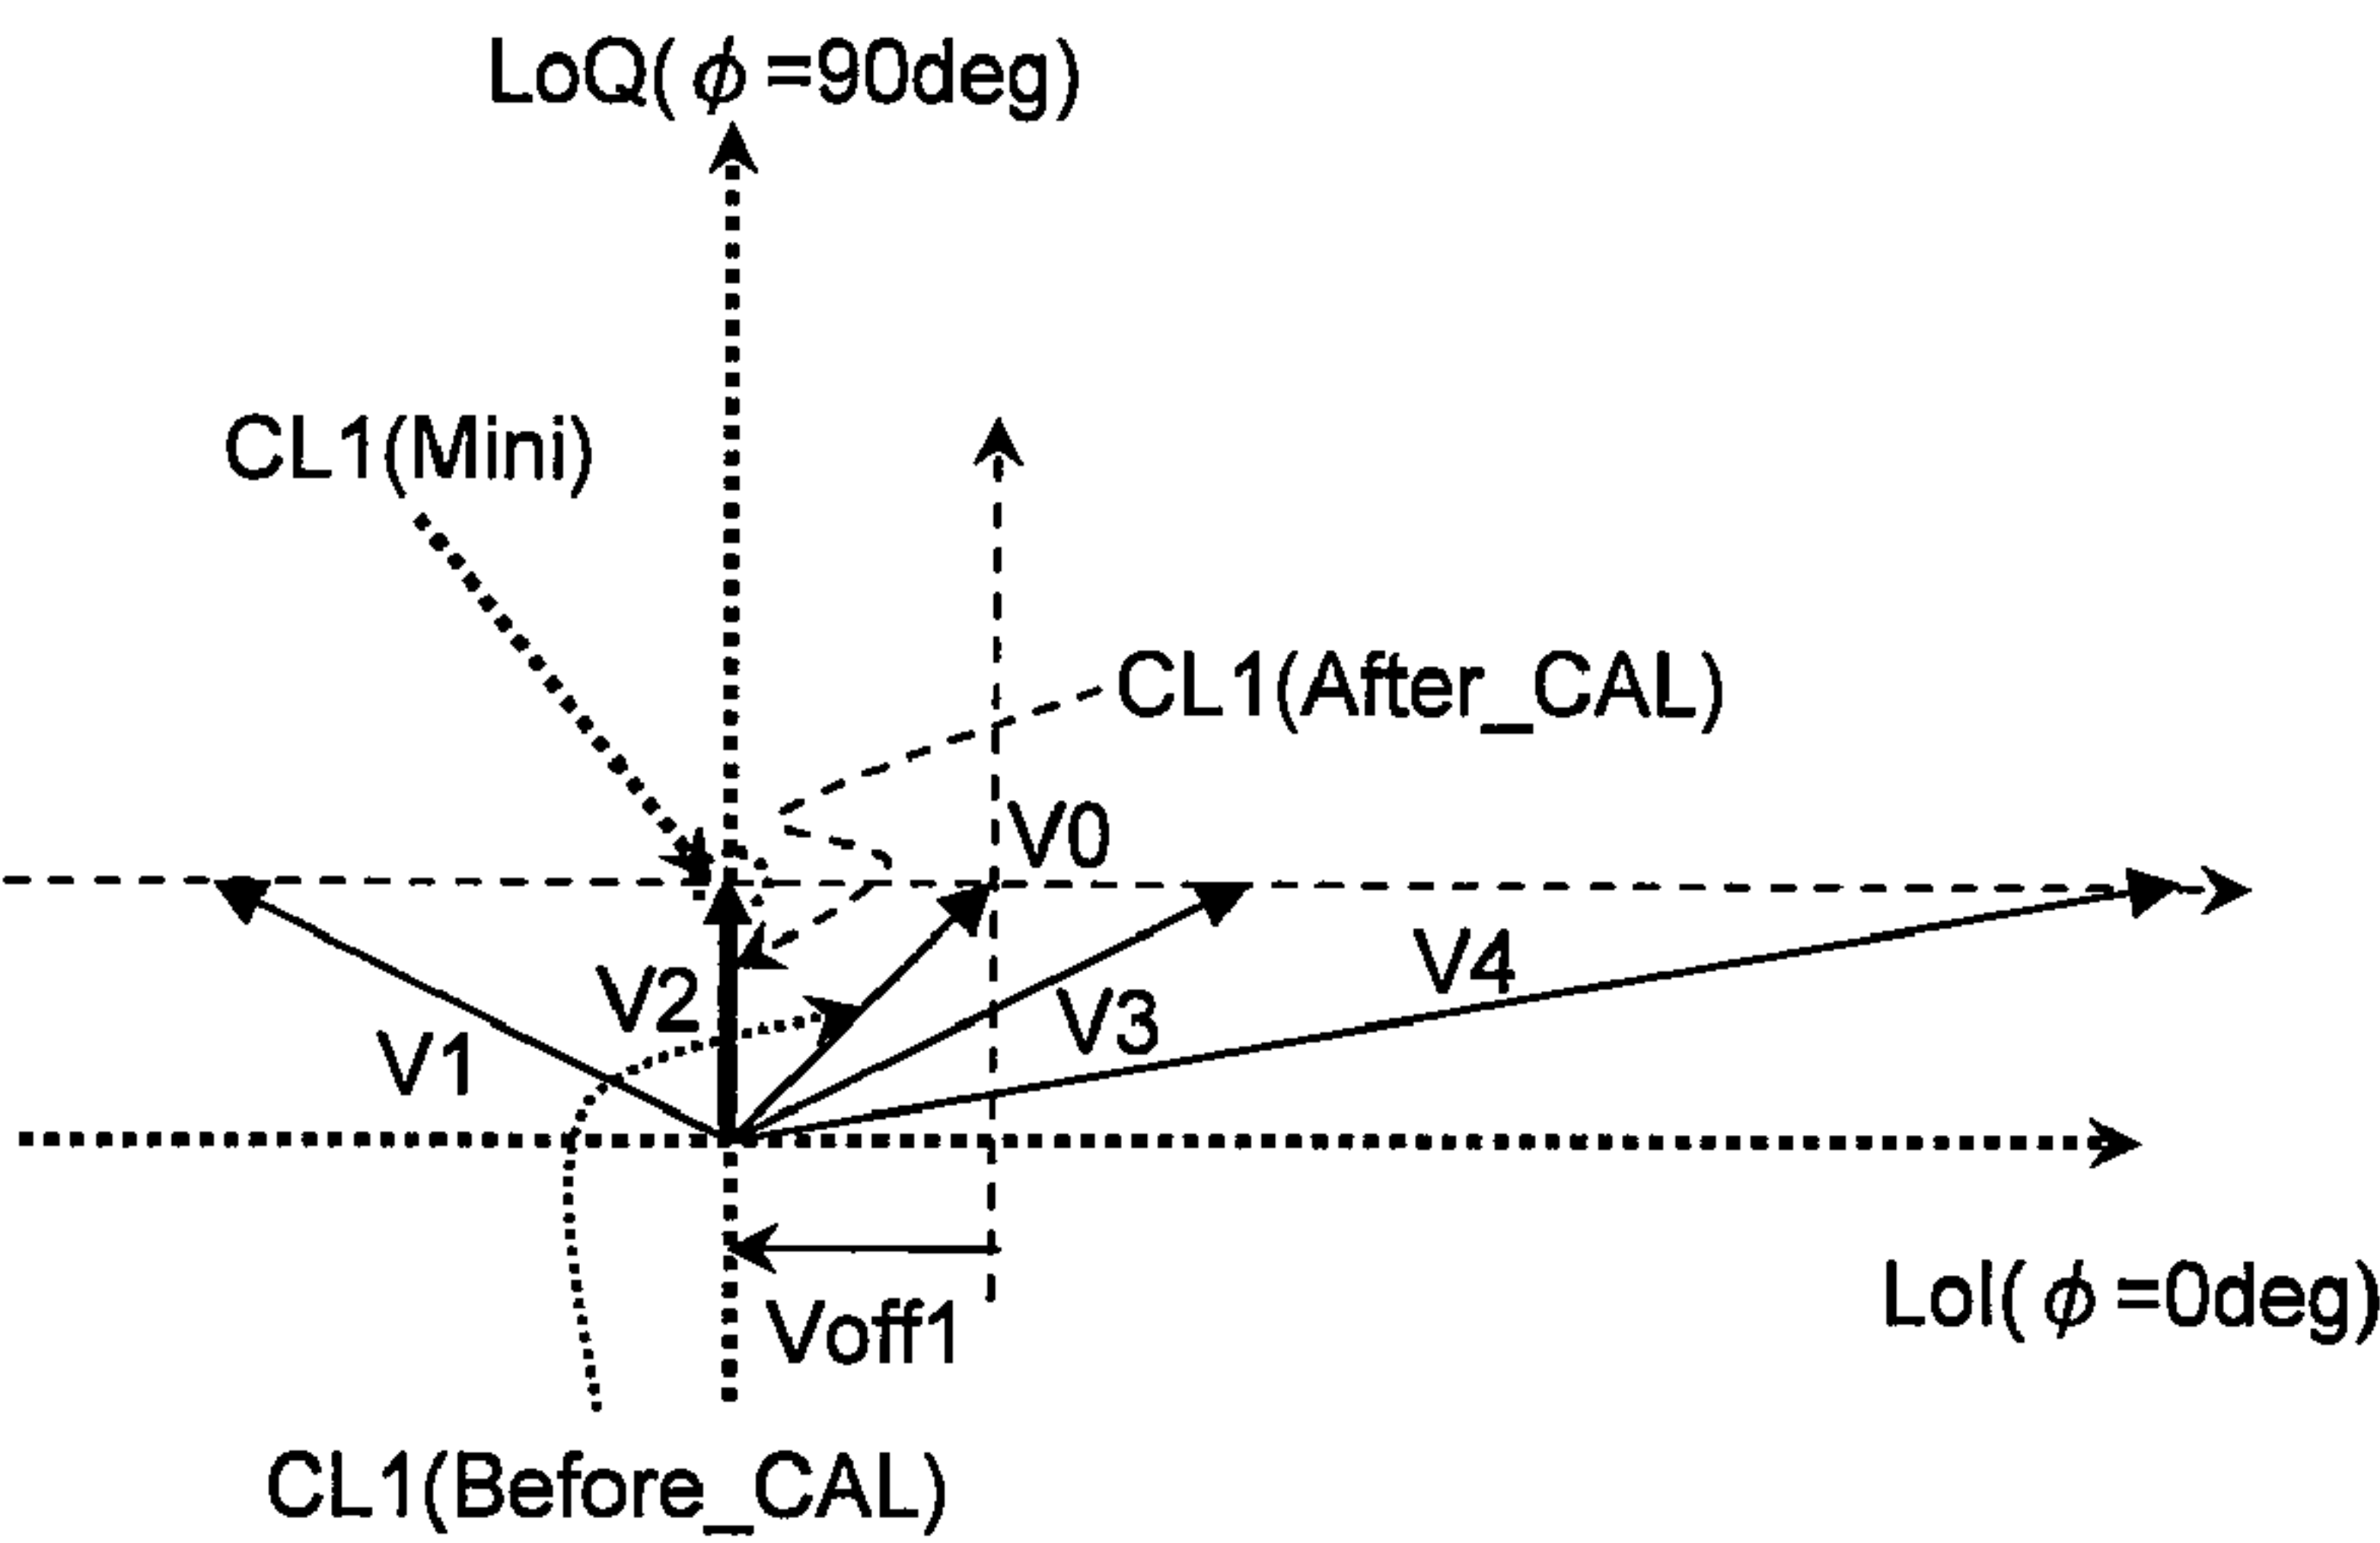 LoQ(ϕ=90deg)
CL1(Mini)
CL1(After_CAL)
V0
V4
V2
V3
V1
LoI(ϕ=0deg)
Voff1
CL1(Before_CAL)